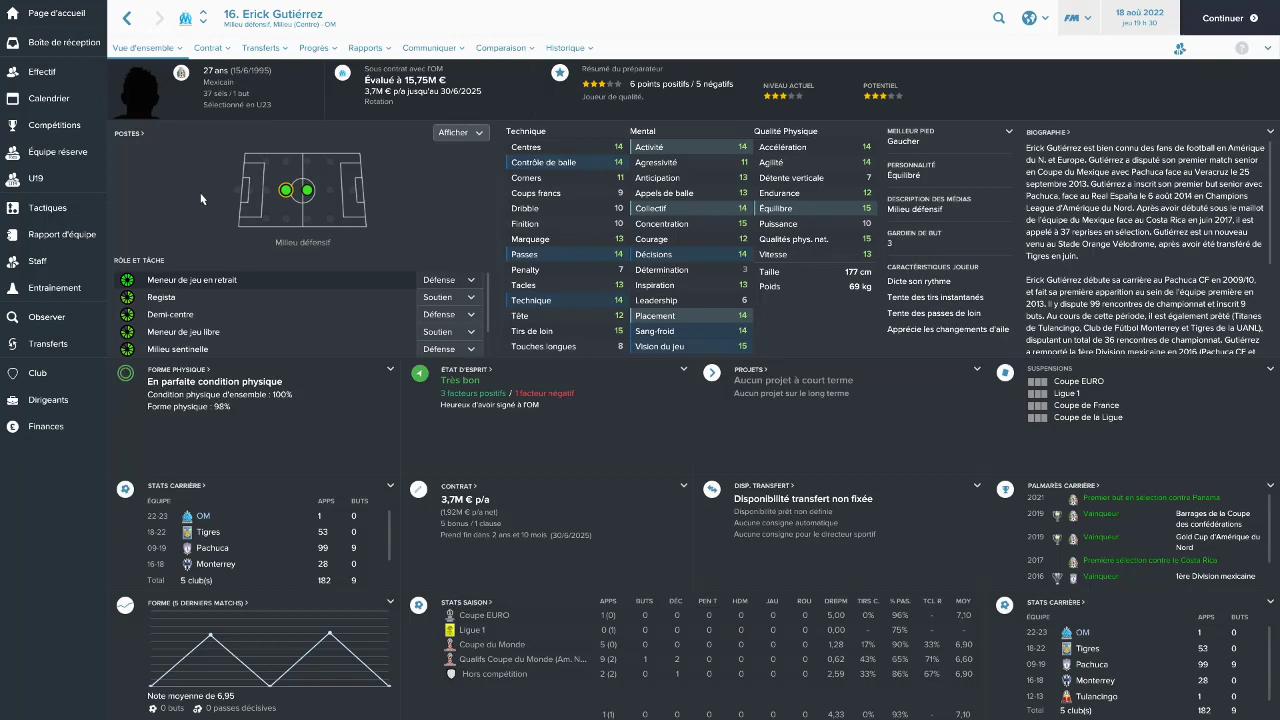 Page d'accueil
Boîte de réception
Effectif
Calendrier
Compétitions
Équipe réserve
U19
Tactiques
Rapport d'équipe
Staff
Entraînement
Observer
Transferts
Club
Dirigeants
Finances
16. Erick Gutiérrez
Milieu défensif, Milieu (Centre) - OM
FM
18 aoû 2022
jeu 19 h 30
Continuer
Vue d'ensemble
Contrat
Transferts
Progrès
Rapports
Communiquer
Comparaison
Historique
27 ans (15/6/1995)
Mexicain
37 séls / 1 but
Sélectionné en U23
Sous contrat avec l'OM
Évalué à 15,75M €
3,7M € p/a jusqu'au 30/6/2025
Rotation
Résumé du préparateur
6 points positifs / 5 négatifs
Joueur de qualité.
NIVEAU ACTUEL
POTENTIEL
POSTES >
Afficher
Milieu défensif
RÔLE ET TÂCHE
Meneur de jeu en retrait Défense
Regista Soutien
Demi-centre Défense
Meneur de jeu libre Soutien
Milieu sentinelle Défense
Technique
Centres 14
Contrôle de balle 14
Corners 11
Coups francs 9
Dribble 10
Finition 10
Marquage 13
Passes 14
Penalty 7
Tacles 13
Technique 14
Tête 12
Tirs de loin 15
Touches longues 8
Mental
Activité 14
Agressivité 11
Anticipation 13
Appels de balle 13
Collectif 14
Concentration 15
Courage 12
Décisions 14
Détermination 3
Inspiration 13
Leadership 6
Placement 14
Sang-froid 14
Vision du jeu 15
Qualité Physique
Accélération 14
Agilité 14
Détente verticale 7
Endurance 12
Équilibre 15
Puissance 10
Qualités phys. nat. 15
Vitesse 13
Taille 177 cm
Poids 69 kg
MEILLEUR PIED
Gaucher
PERSONNALITÉ
Équilibré
DESCRIPTION DES MÉDIAS
Milieu défensif
GARDIEN DE BUT
3
CARACTÉRISTIQUES JOUEUR
Dicte son rythme
Tente des tirs instantanés
Tente des passes de loin
Apprécie les changements d'aile
BIOGRAPHIE >
Erick Gutiérrez est bien connu des fans de football en Amérique
du N. et Europe. Gutiérrez a disputé son premier match senior
en Coupe du Mexique avec Pachuca face au Veracruz le 25
septembre 2013. Gutiérrez a inscrit son premier but senior avec
Pachuca, face au Real España le 6 août 2014 en Champions
League d'Amérique du Nord. Après avoir débuté sous le maillot
de l'équipe du Mexique face au Costa Rica en juin 2017, il est
appelé à 37 reprises en sélection. Gutiérrez est un nouveau
venu au Stade Orange Vélodrome, après avoir été transféré de
Tigres en juin.
Erick Gutiérrez débute sa carrière au Pachuca CF en 2009/10,
et fait sa première apparition au sein de l'équipe première en
2013. Il y dispute 99 rencontres de championnat et inscrit 9
buts. Au cours de cette période, il est également prêté (Titanes
de Tulancingo, Club de Fútbol Monterrey et Tigres de la UANL),
disputant un total de 36 rencontres de championnat. Gutiérrez
a remporté la 1ère Division mexicaine en 2016 (Pachuca CF et
FORME PHYSIQUE >
En parfaite condition physique
Condition physique d'ensemble : 100%
Forme physique : 98%
ÉTAT D'ESPRIT >
Très bon
3 facteurs positifs / 1 facteur négatif
Heureux d'avoir signé à l'OM
PROJETS >
Aucun projet à court terme
Aucun projet sur le long terme
SUSPENSIONS
Coupe EURO
Ligue 1
Coupe de France
Coupe de la Ligue
STATS CARRIÈRE >
ÉQUIPE APPS BUTS
22-23 OM 1 0
18-22 Tigres 53 0
09-19 Pachuca 99 9
16-18 Monterrey 28 0
Total 5 club(s) 182 9
CONTRAT >
3,7M € p/a
(1,92M € p/a net)
5 bonus / 1 clause
Prend fin dans 2 ans et 10 mois (30/6/2025)
DISP. TRANSFERT >
Disponibilité transfert non fixée
Disponibilité prêt non définie
Aucune consigne automatique
Aucune consigne pour le directeur sportif
PALMARÈS CARRIÈRE >
2021 Premier but en sélection contre Panama
2019 Vainqueur Barrages de la Coupe
des confédérations
2019 Vainqueur Gold Cup d'Amérique du
Nord
2017 Première sélection contre le Costa Rica
2016 Vainqueur 1ère Division mexicaine
FORME (5 DERNIERS MATCHS) >
Note moyenne de 6,95
0 buts 0 passes décisives
STATS SAISON > APPS BUTS DÉC PEN T HDM JAU ROU DRBPM TIRS C. % PAS. TCL R MOY
Coupe EURO 1 (0) 0 0 0 0 0 0 5,00 0% 96% - 7,10
Ligue 1 0 (1) 0 0 0 0 0 0 0,00 - 75% - -
Coupe du Monde 5 (0) 0 0 0 0 0 0 1,28 17% 90% 33% 6,90
Qualifs Coupe du Monde (Am. N... 9 (2) 1 2 0 0 0 0 0,62 43% 65% 71% 6,60
Hors compétition 2 (2) 0 1 0 0 0 0 2,59 33% 86% 67% 6,90
1 (1) 0 0 0 0 0 0 4,33 0% 93% - 7,10
STATS CARRIÈRE >
ÉQUIPE APPS BUTS
22-23 OM 1 0
18-22 Tigres 53 0
09-19 Pachuca 99 9
16-18 Monterrey 28 0
12-13 Tulancingo 1 0
Total 5 club(s) 182 9